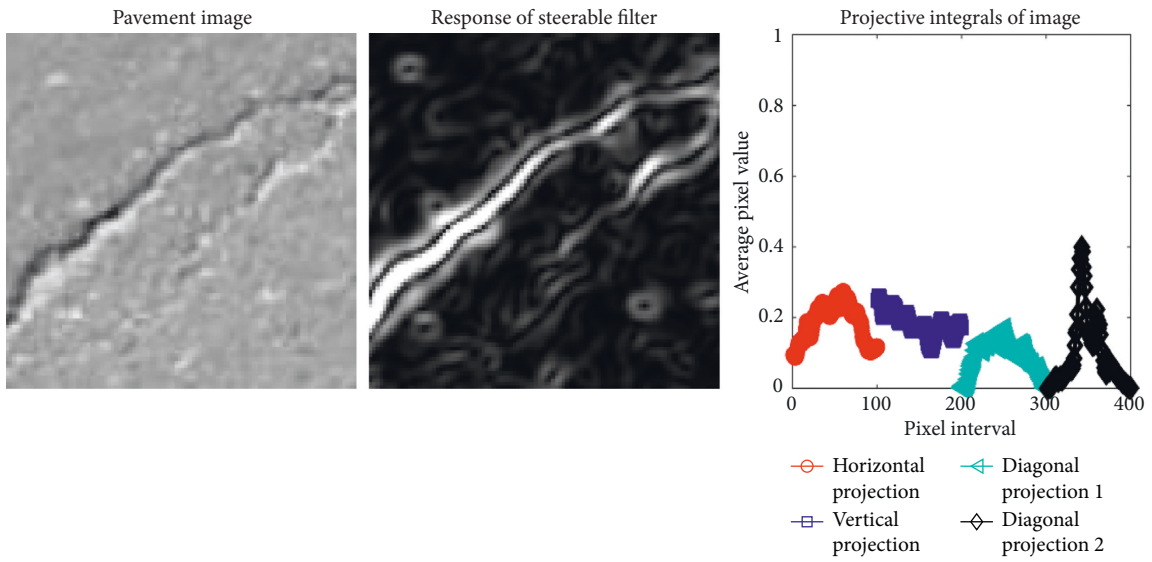 Pavement image
Response of steerable filter
Projective integrals of image
Average pixel value
1
0.8
0.6
0.4
0.2
0
0 100 200 300 400
Pixel interval
Horizontal projection
Vertical projection
Diagonal projection 1
Diagonal projection 2